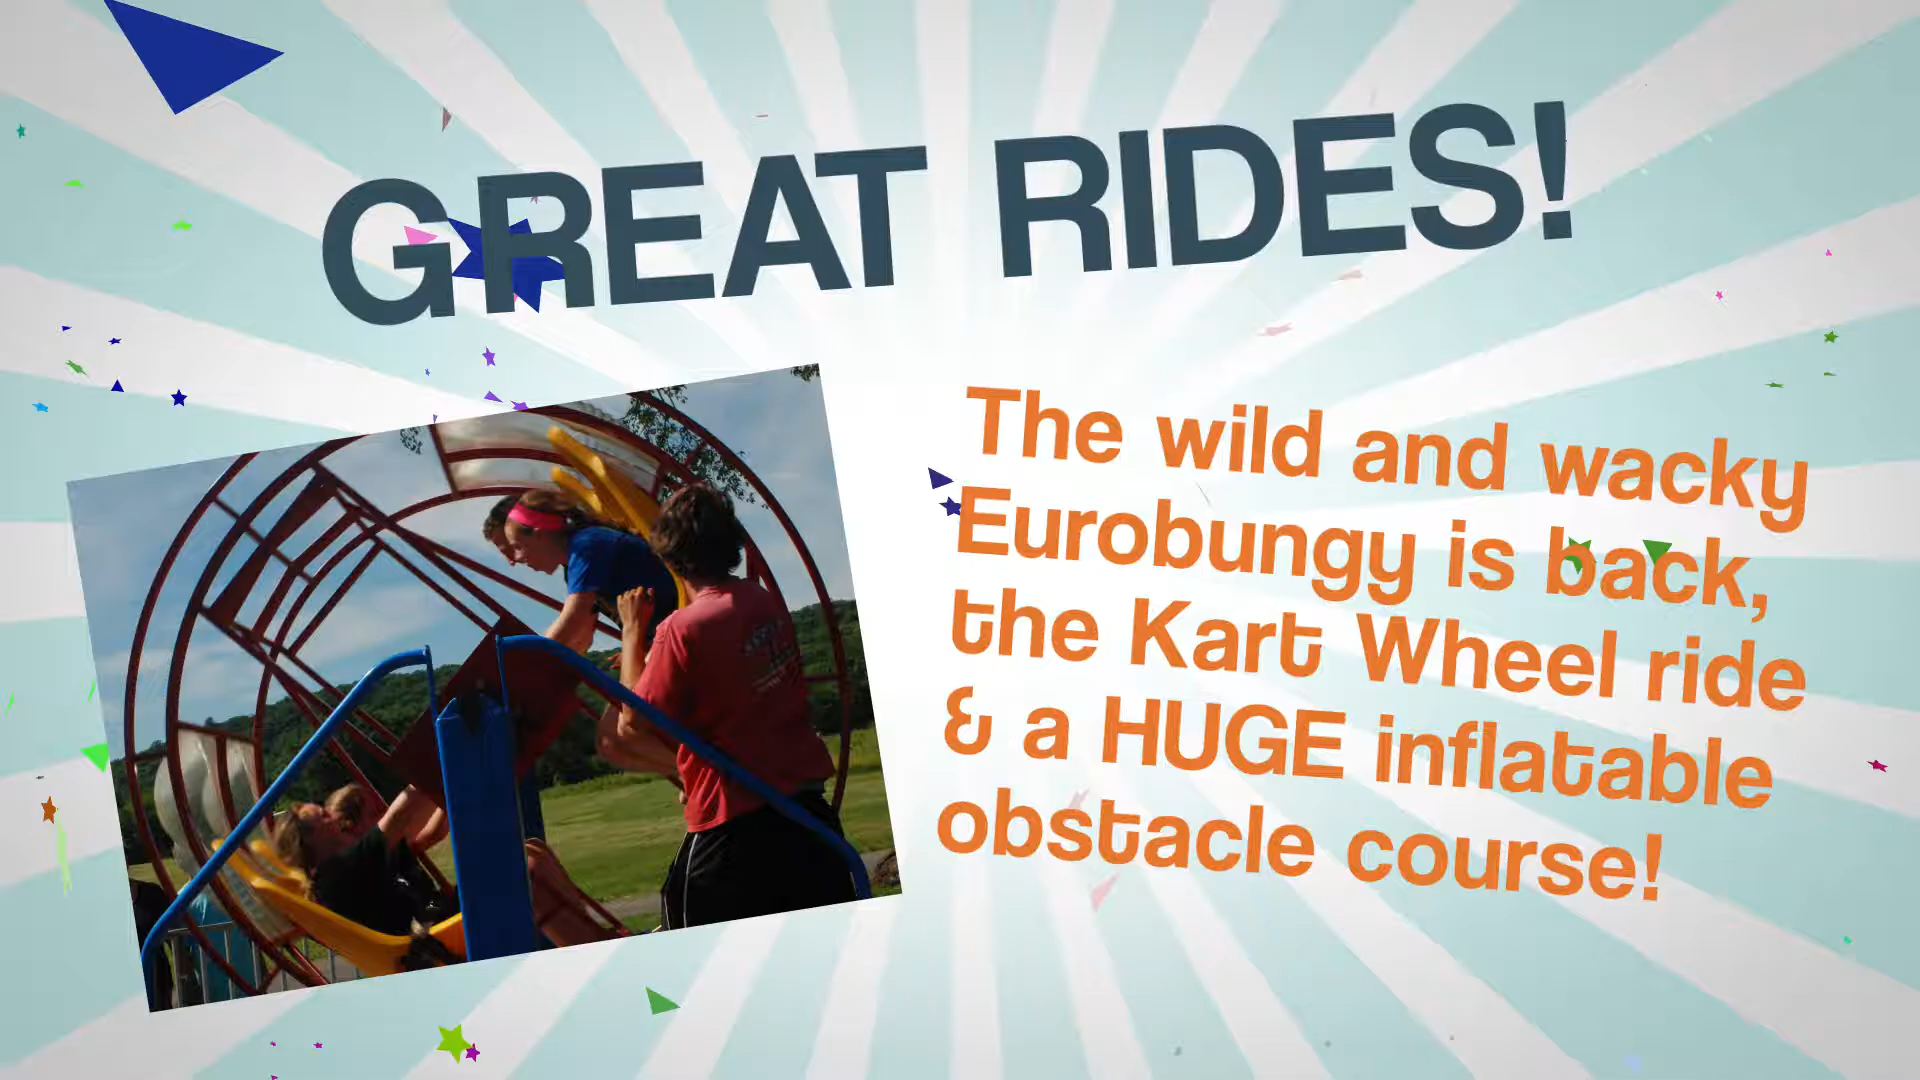 GREAT RIDES!
The wild and wacky
Eurobungy is back,
the Kart Wheel ride
& a HUGE inflatable
obstacle course!